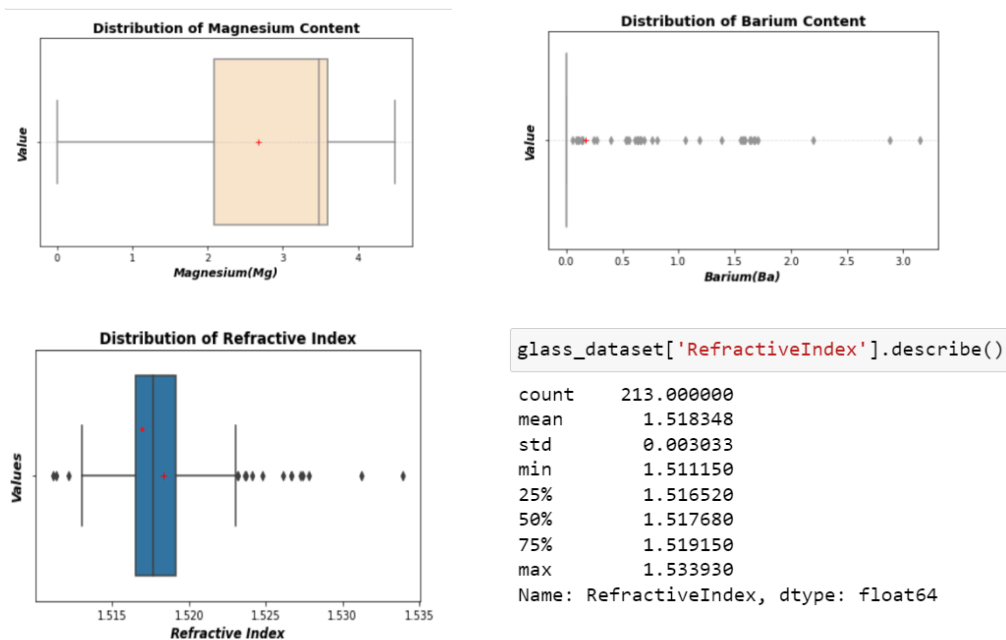 Distribution of Magnesium Content
Value
0 1 2 3 4
Magnesium(Mg)
Distribution of Barium Content
Value
0.0 0.5 1.0 1.5 2.0 2.5 3.0
Barium(Ba)
Distribution of Refractive Index
Values
1.515 1.520 1.525 1.530 1.535
Refractive Index
glass_dataset['RefractiveIndex'].describe()
count 213.000000
mean 1.518348
std 0.003033
min 1.511150
25% 1.516520
50% 1.517680
75% 1.519150
max 1.533930
Name: RefractiveIndex, dtype: float64